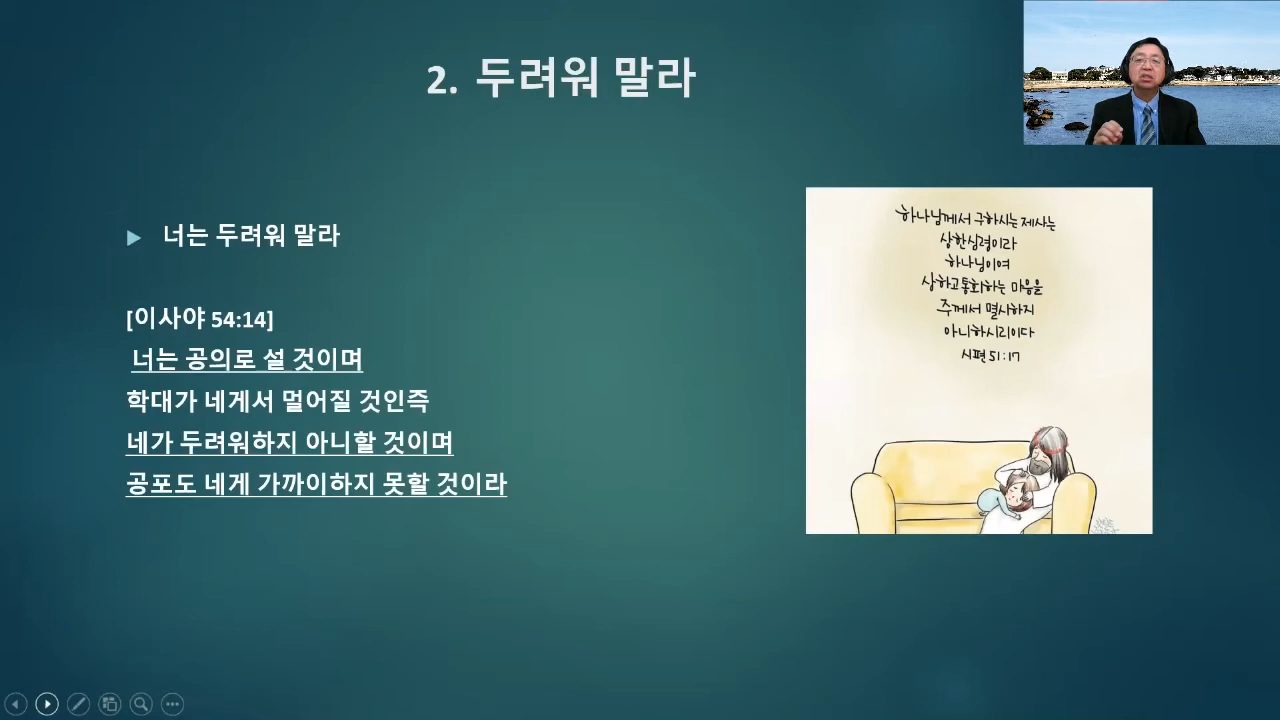 2. 두려워 말라
너는 두려워 말라
[이사야 54:14]
너는 공의로 설 것이며
학대가 네게서 멀어질 것인즉
네가 두려워하지 아니할 것이며
공포도 네게 가까이하지 못할 것이라
하나님께서 구하시는 제사는
상한심령이라
하나님이여
상하고통회하는 마음을
주께서 멸시하지
아니하시리이다
시편 51:17